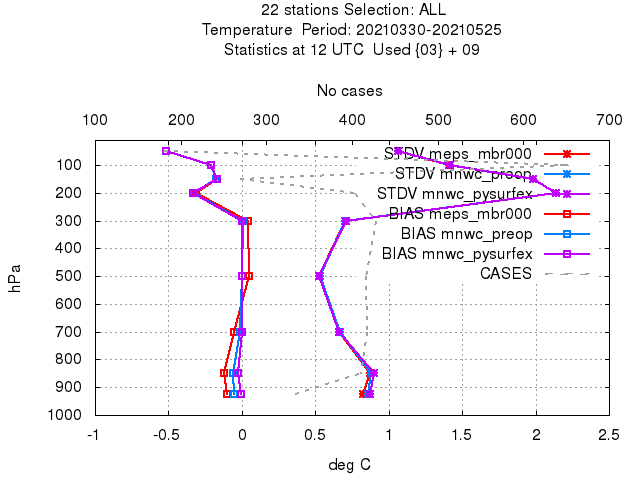 22 stations Selection: ALL
Temperature Period: 20210330-20210525
Statistics at 12 UTC Used {03} + 09
No cases
100 200 300 400 500 600 700
STDV meps_mbr000
STDV mnwc_preop
STDV mnwc_pysurfex
BIAS meps_mbr000
BIAS mnwc_preop
BIAS mnwc_pysurfex
CASES
hPa
100
200
300
400
500
600
700
800
900
1000
-1 -0.5 0 0.5 1 1.5 2 2.5
deg C